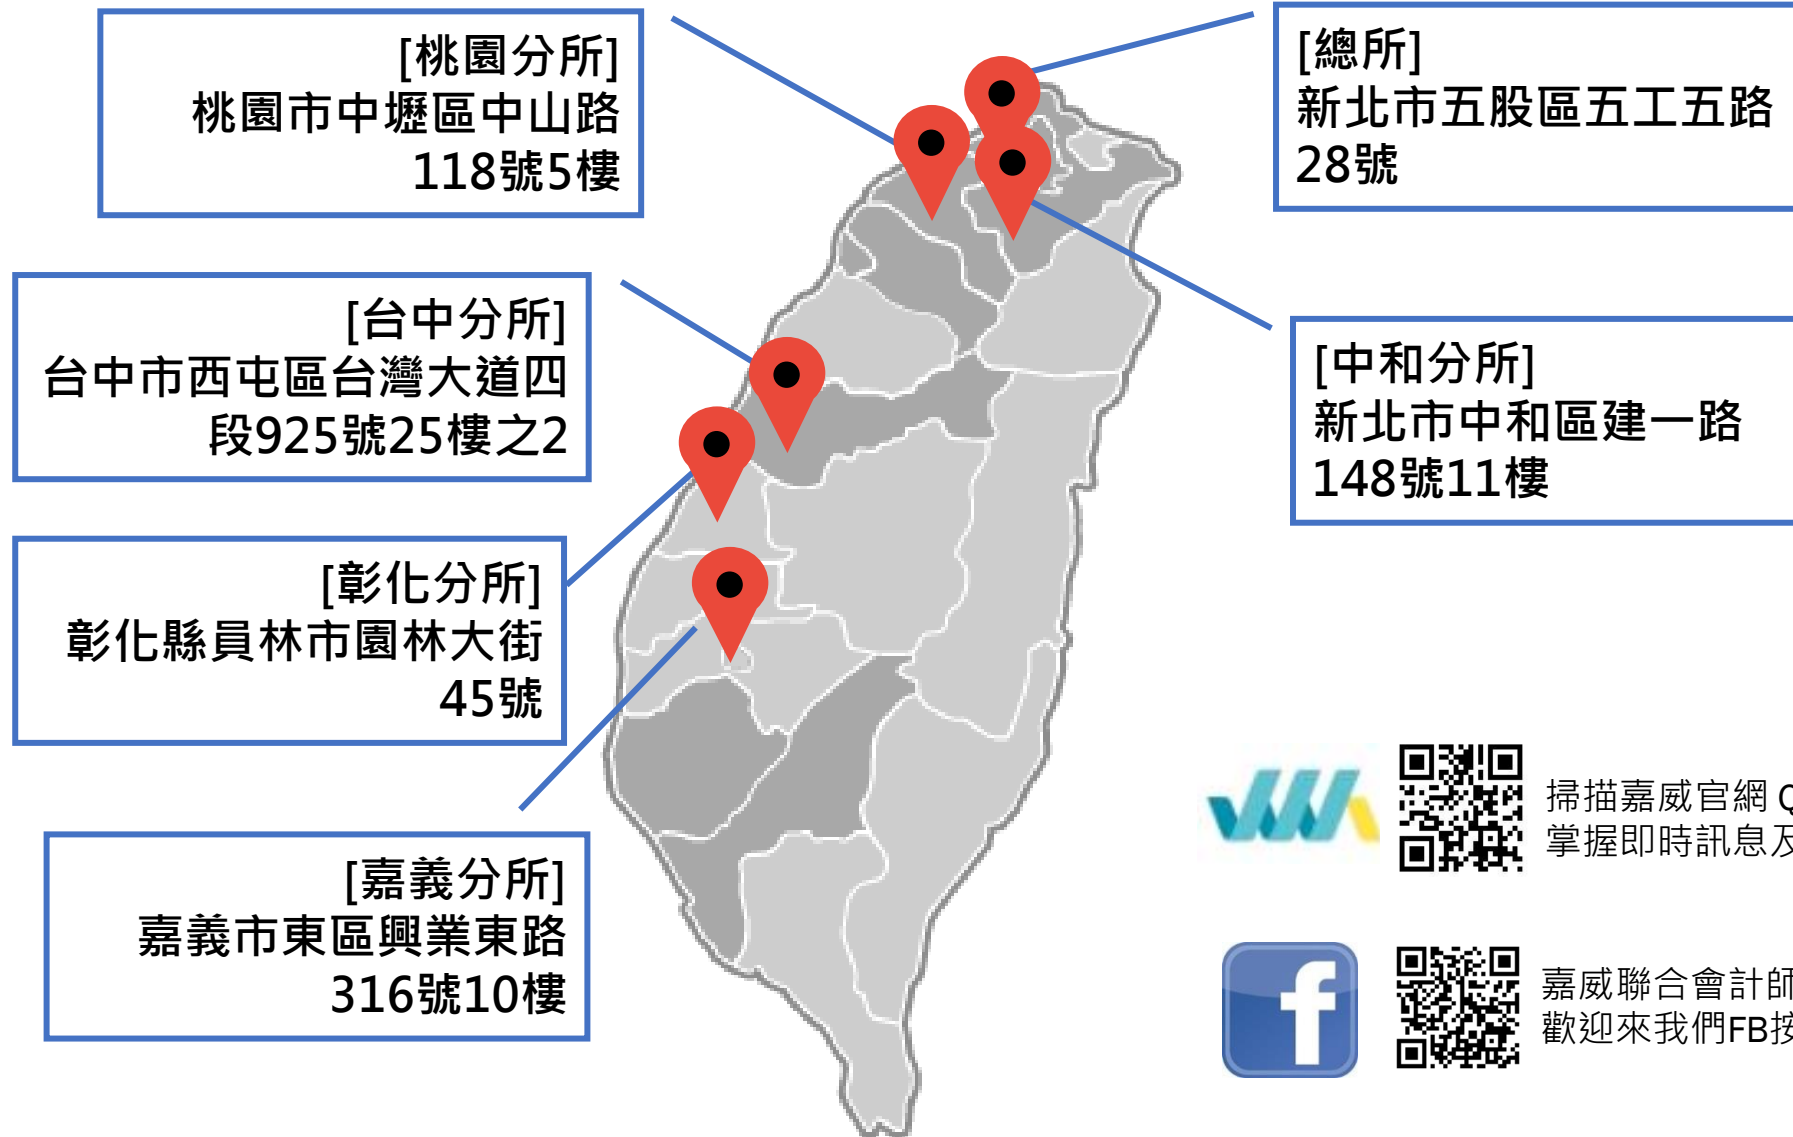 [桃園分所]
桃園市中壢區中山路
118號5樓
[總所]
新北市五股區五工五路
28號
[台中分所]
台中市西屯區台灣大道四
段925號25樓之2
[中和分所]
新北市中和區建一路
148號11樓
[彰化分所]
彰化縣員林市園林大街
45號
[嘉義分所]
嘉義市東區興業東路
316號10樓
掃描嘉威官網
掌握即時訊息及
嘉威聯合會計師
歡迎來我們FB按